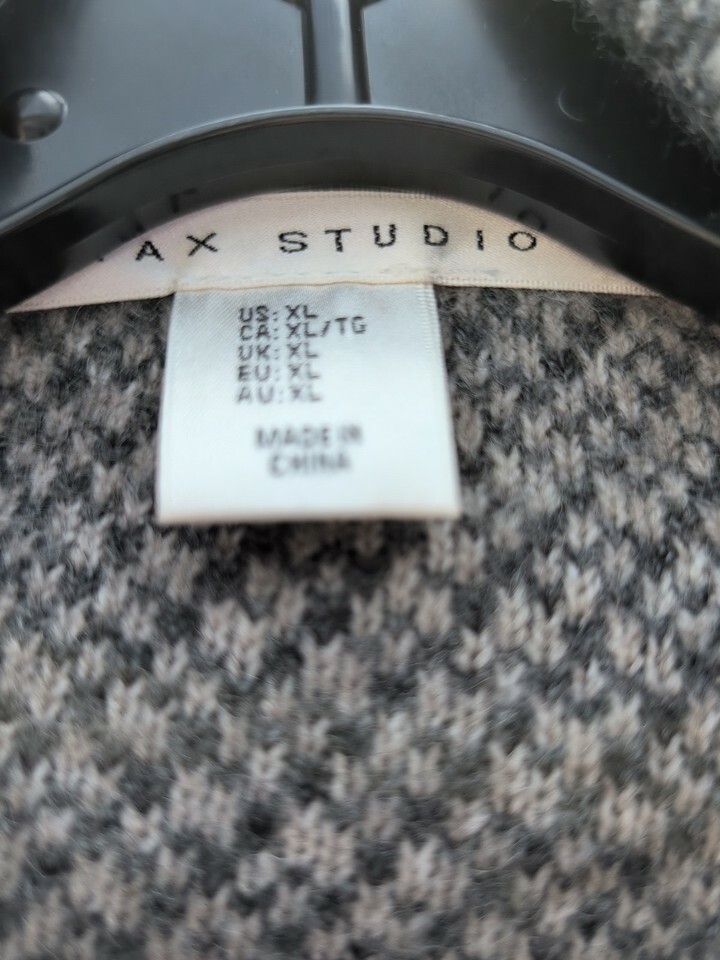 AX STUDIO
US: XL
CA: XL/TG
UK: XL
EU: XL
AU: XL
MADE IN
CHINA